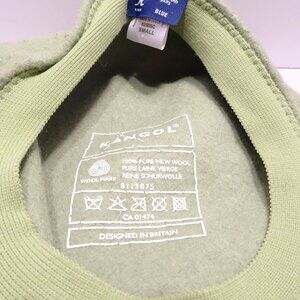 BLUE
SMALL
KANGOL
WOOL MARK
100% PURE NEW WOOL
PURE LAINE VIERGE
REINE SCHURWOLLE
8113075
CA 01474
DESIGNED IN BRITAIN